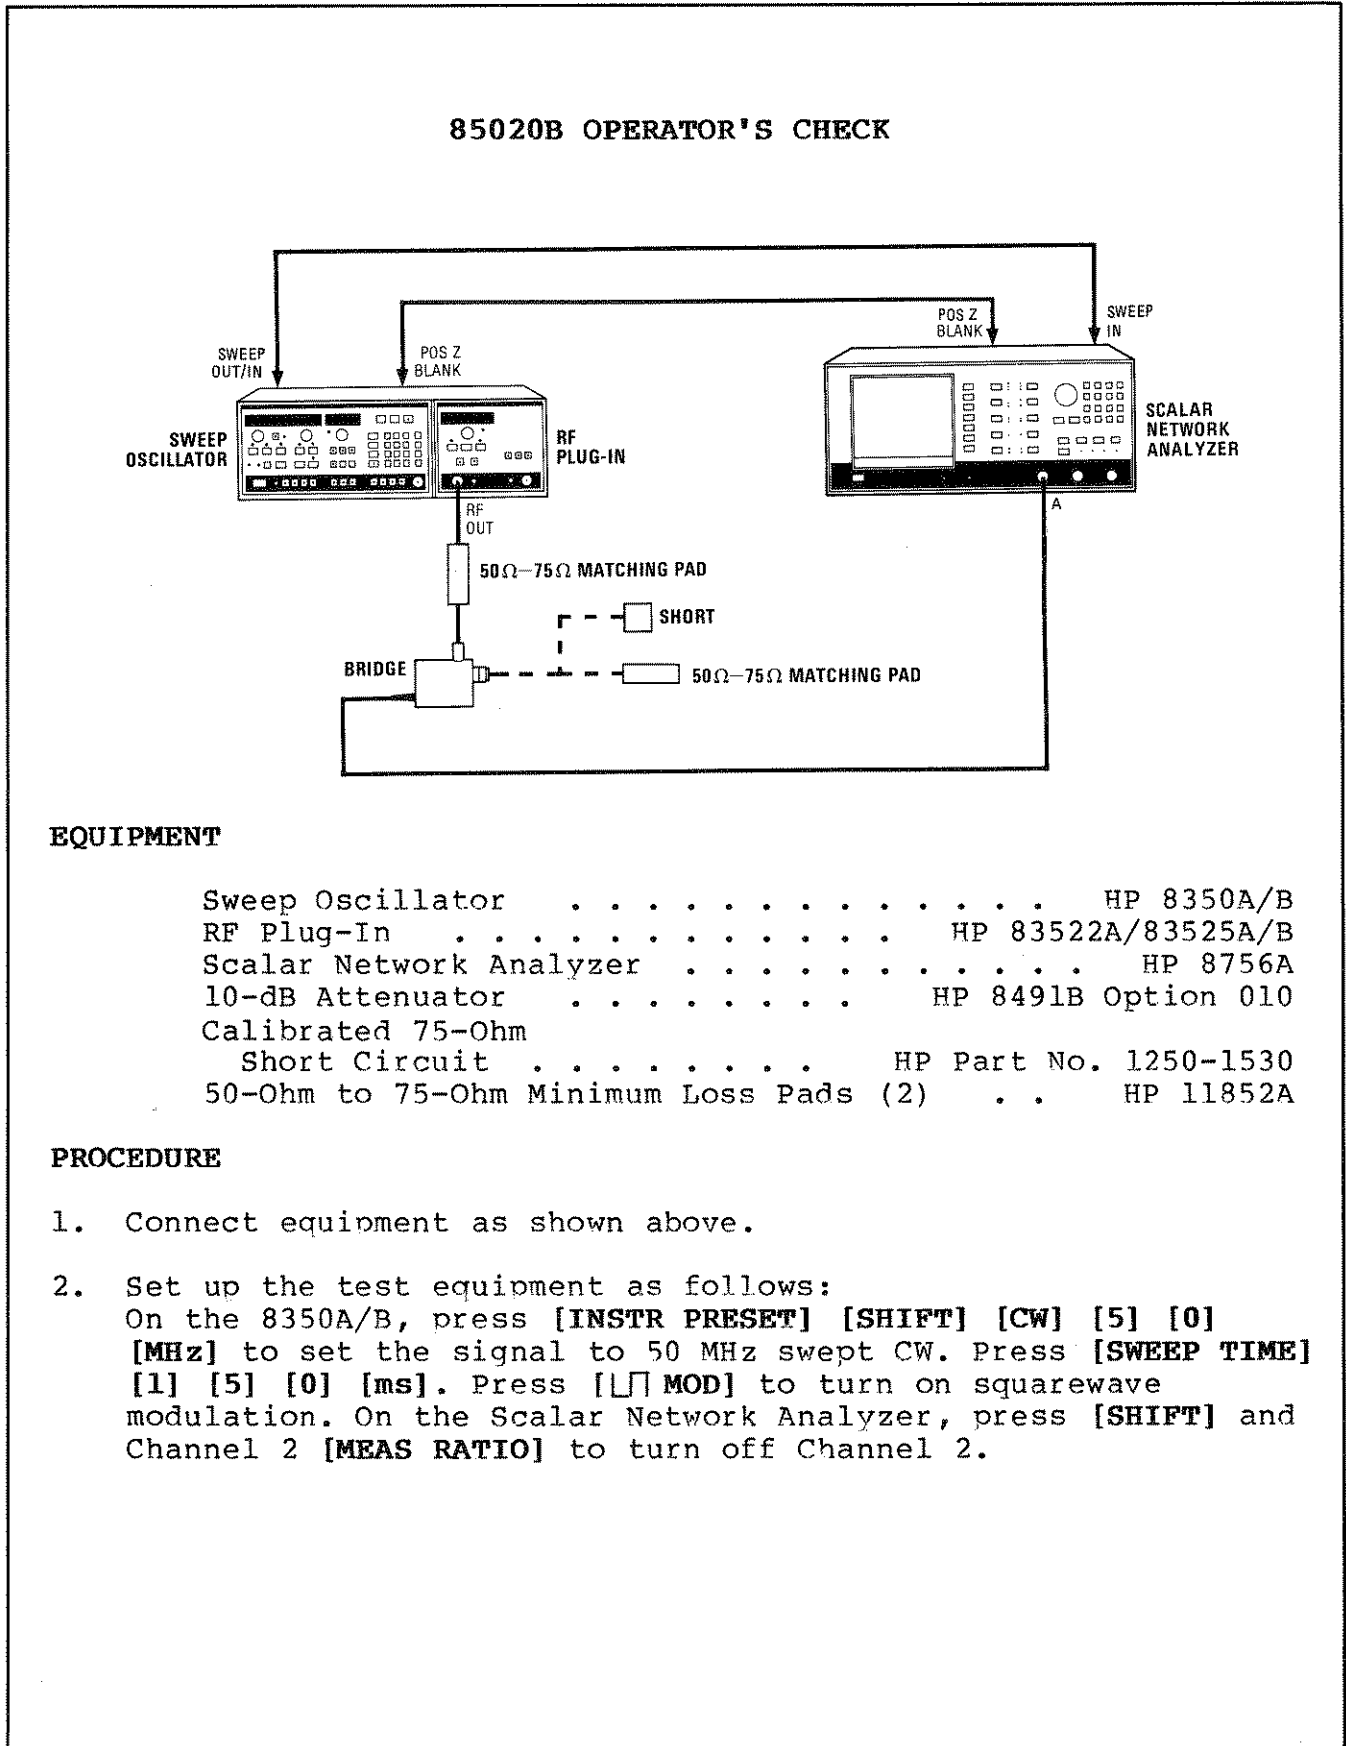 85020B OPERATOR'S CHECK
POS Z
BLANK
SWEEP
IN
SWEEP
OUT/IN
POS Z
BLANK
SWEEP
OSCILLATOR
RF
PLUG-IN
SCALAR
NETWORK
ANALYZER
RF
OUT
A
50Ω–75Ω MATCHING PAD
SHORT
BRIDGE
50Ω–75Ω MATCHING PAD
EQUIPMENT
Sweep Oscillator . . . . . . . . . . . . . HP 8350A/B
RF Plug-In . . . . . . . . . . . . HP 83522A/83525A/B
Scalar Network Analyzer . . . . . . . . . . . HP 8756A
10-dB Attenuator . . . . . . . . HP 8491B Option 010
Calibrated 75-Ohm
Short Circuit . . . . . . . . HP Part No. 1250-1530
50-Ohm to 75-Ohm Minimum Loss Pads (2) . . HP 11852A
PROCEDURE
1. Connect equipment as shown above.
2. Set up the test equipment as follows:
On the 8350A/B, press [INSTR PRESET] [SHIFT] [CW] [5] [0]
[MHz] to set the signal to 50 MHz swept CW. Press [SWEEP TIME]
[1] [5] [0] [ms]. Press [⊔⊓ MOD] to turn on squarewave
modulation. On the Scalar Network Analyzer, press [SHIFT] and
Channel 2 [MEAS RATIO] to turn off Channel 2.